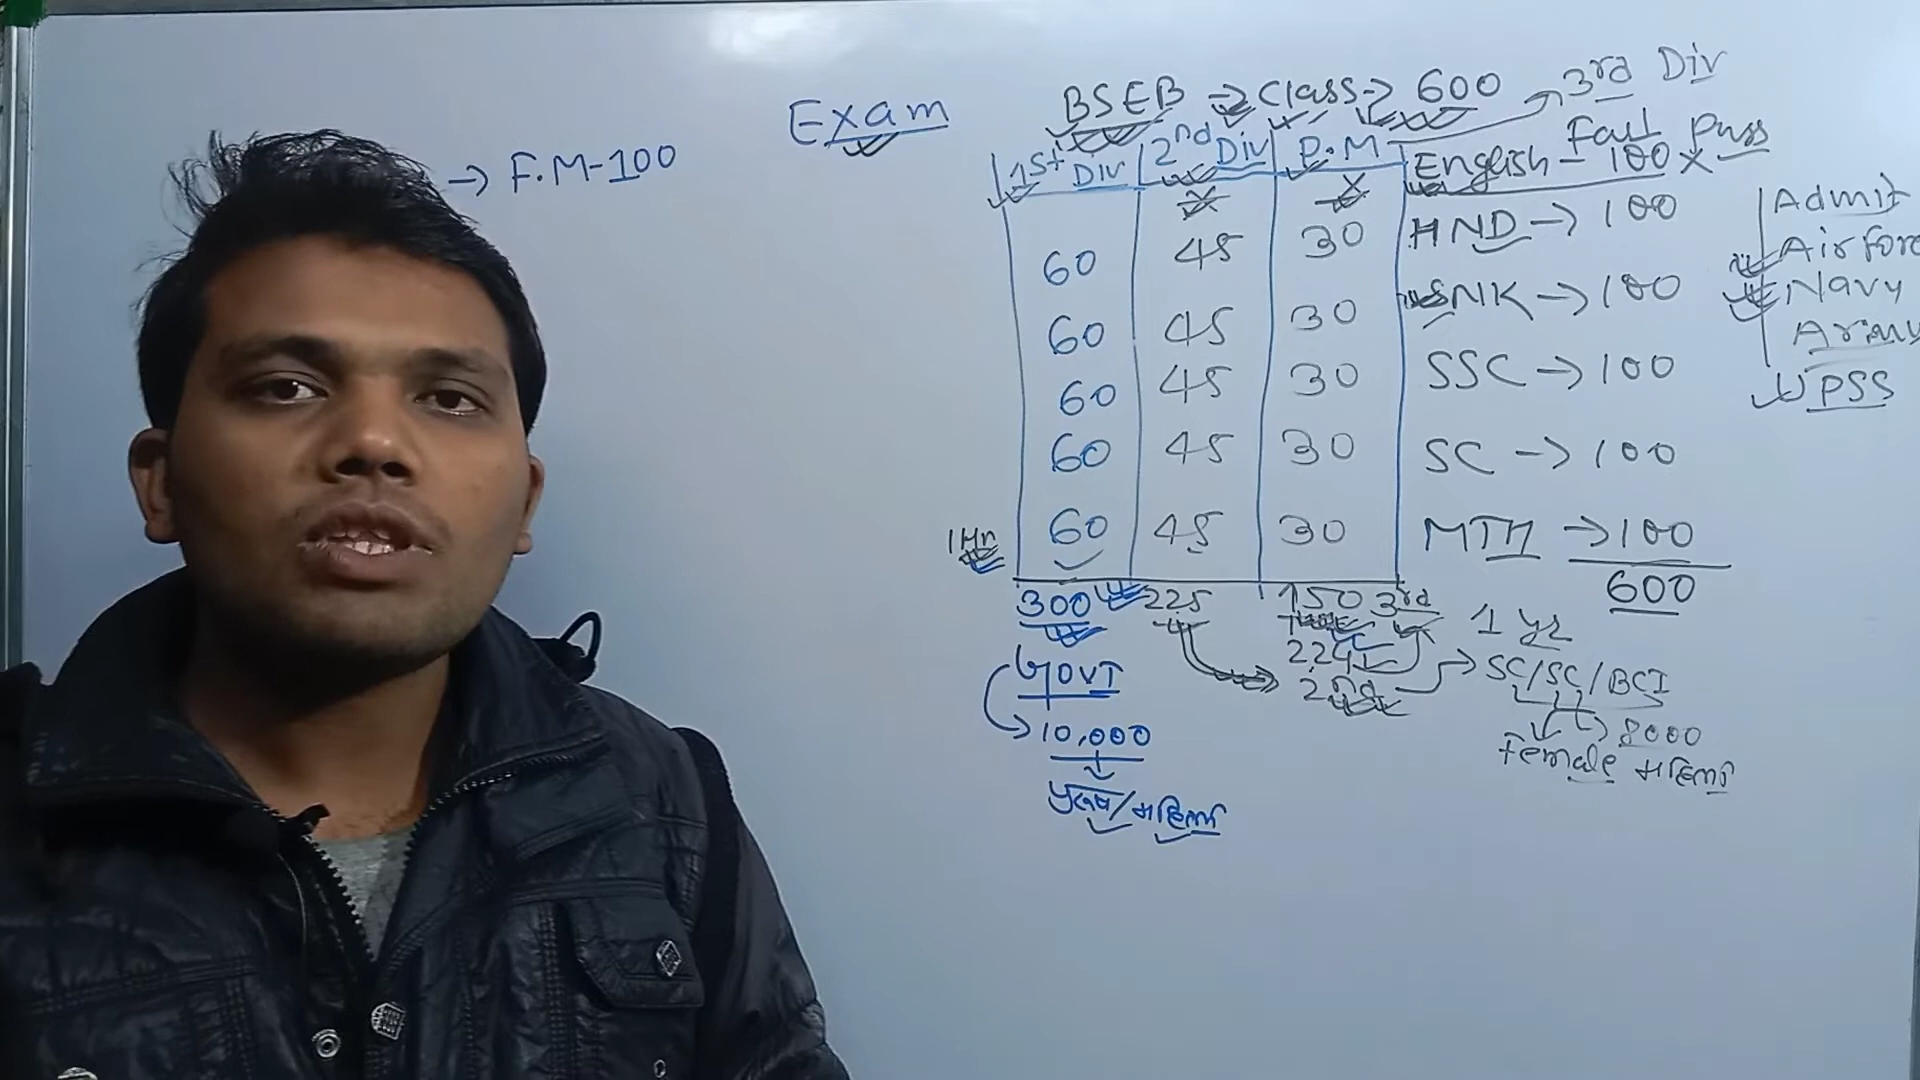 Exam
BSEB → Class → 600 → 3rd Div
→ F.M-100
1st Div 2nd Div P.M
Fail Pass
English - 100 X
X X
60 45 30 HND → 100
60 45 30 SNK → 100
60 45 30 SSC → 100
60 45 30 SC → 100
1Hr 60 45 30 MTH → 100
300 225 150 3rd 600
224
2nd
1 yr
→ SC/SC/BCI
→ 8000
Female महिला
GOVT
→ 10,000
पुरुष/महिला
Admit
Airforc
Navy
UPSS